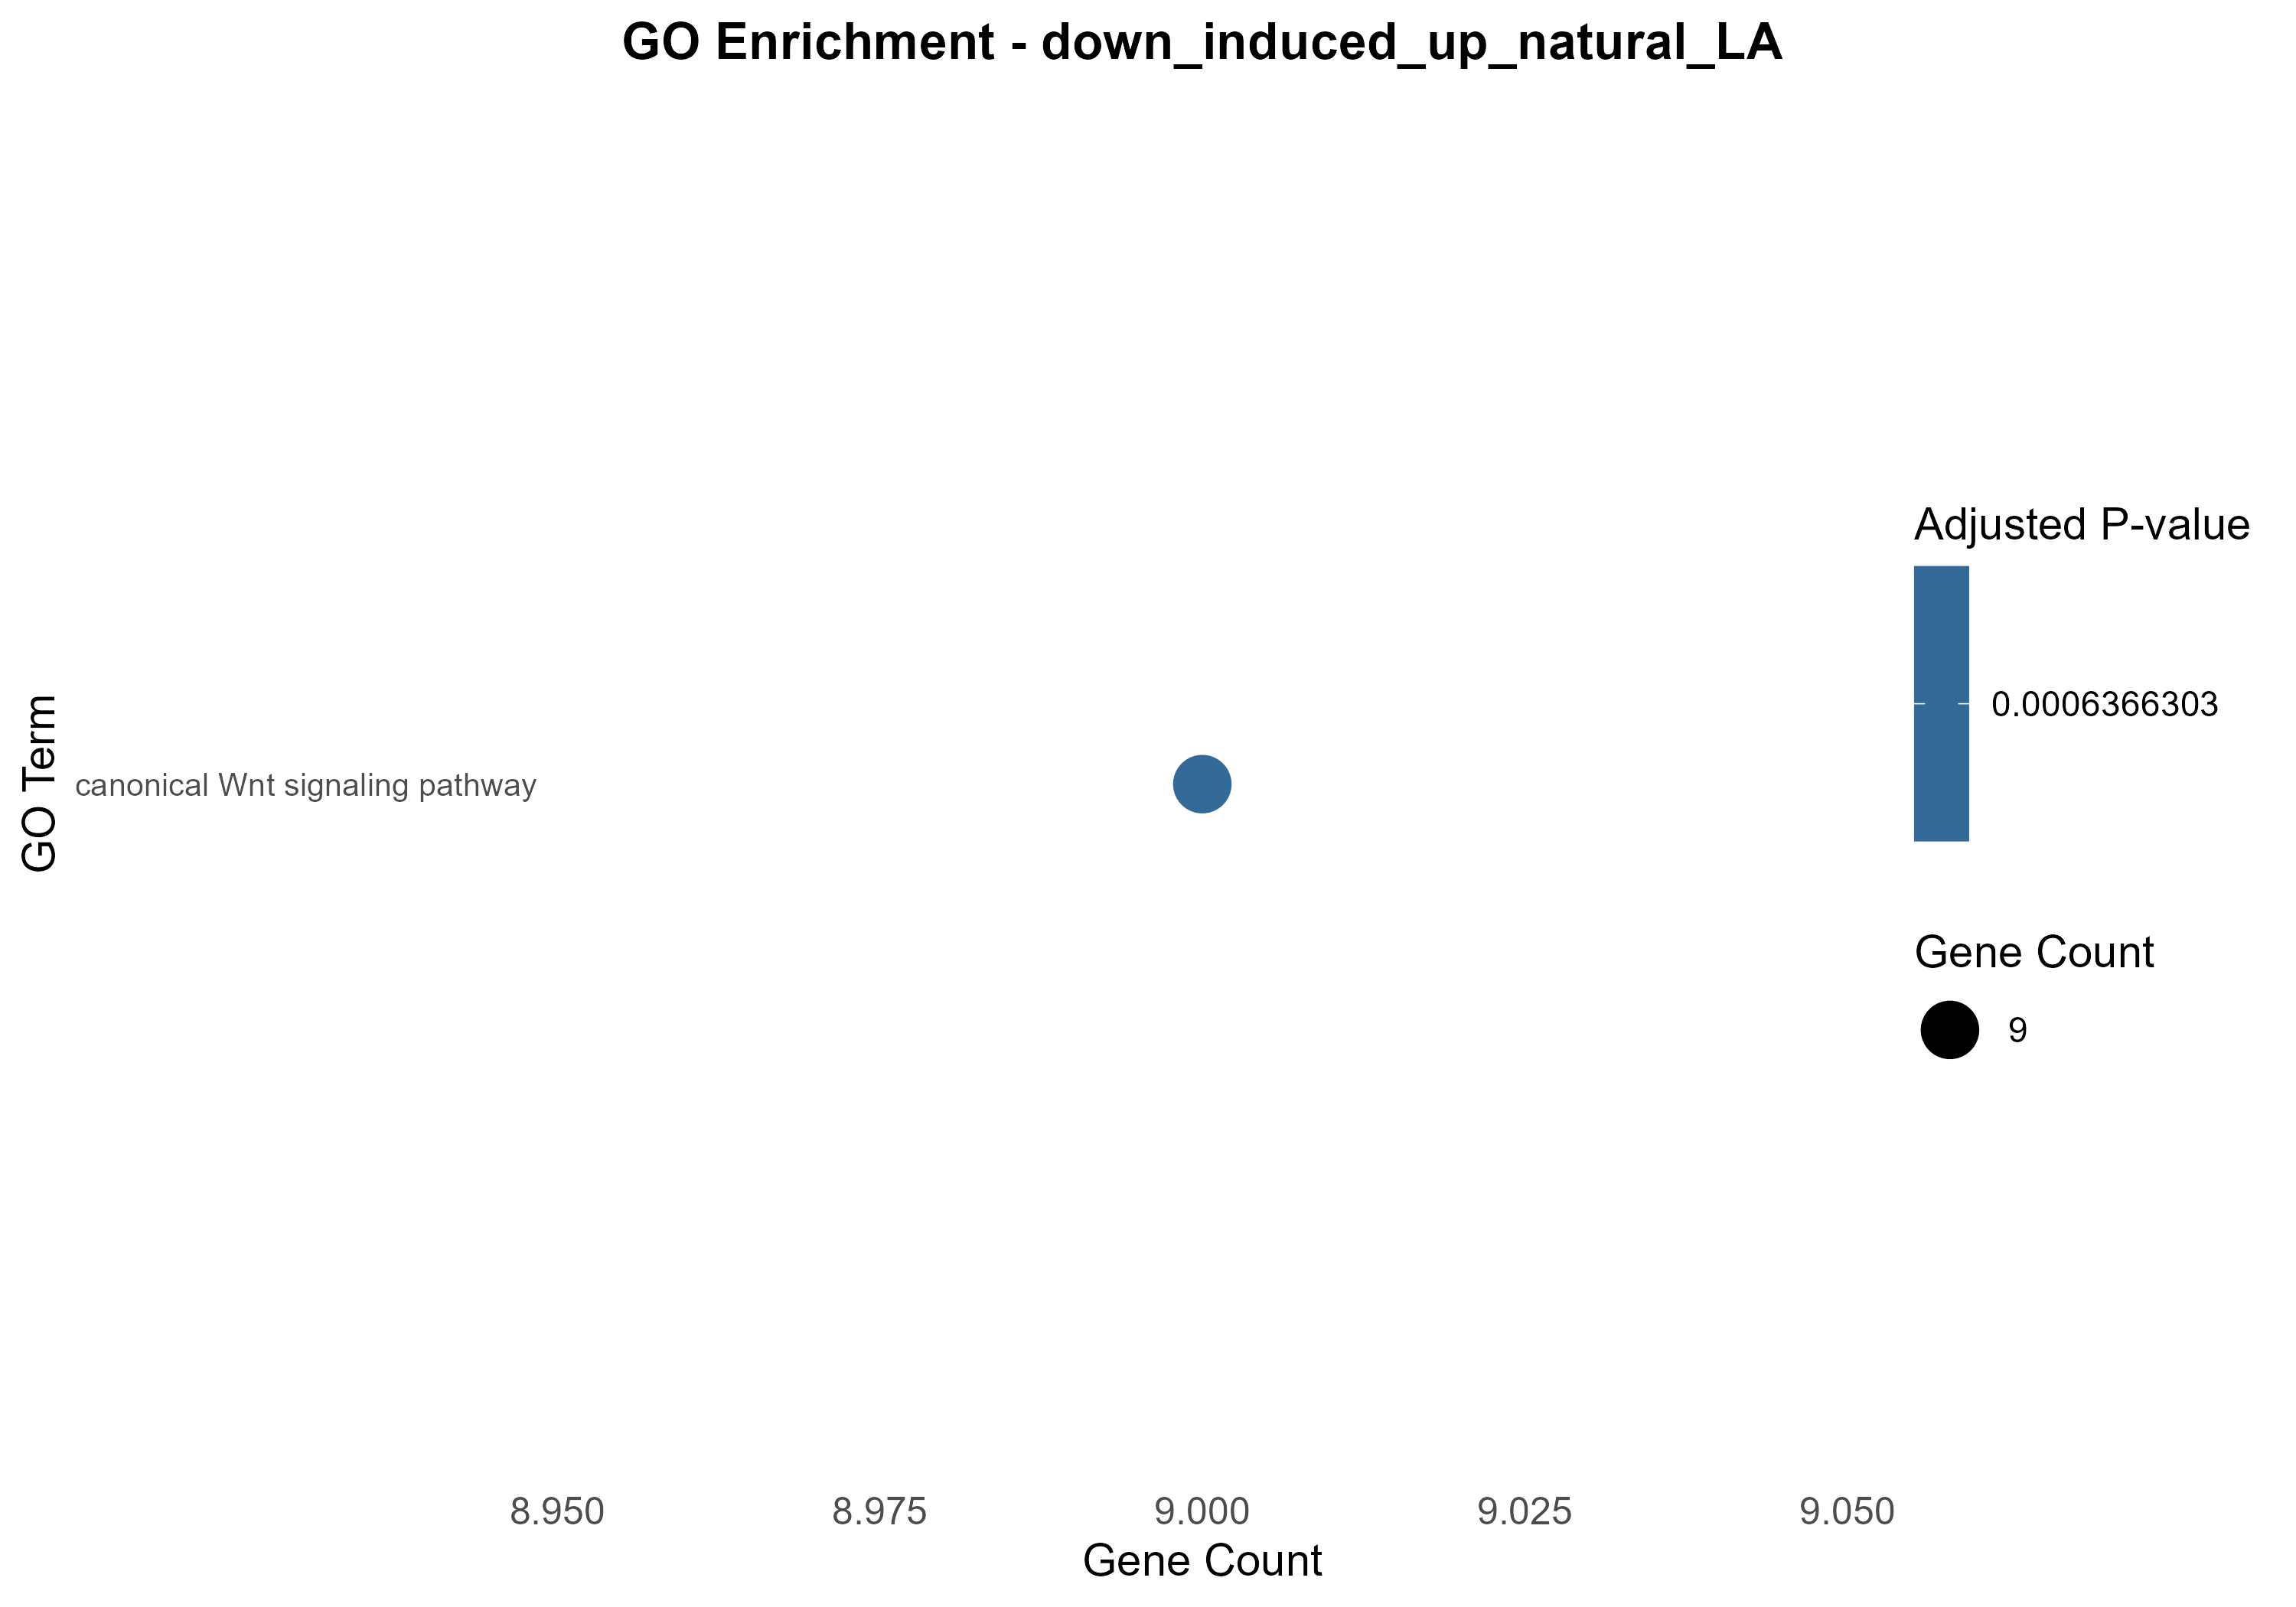 GO Enrichment - down_induced_up_natural_LA
Adjusted P-value
0.0006366303
GO Term
canonical Wnt signaling pathway
Gene Count
9
8.950 8.975 9.000 9.025 9.050
Gene Count